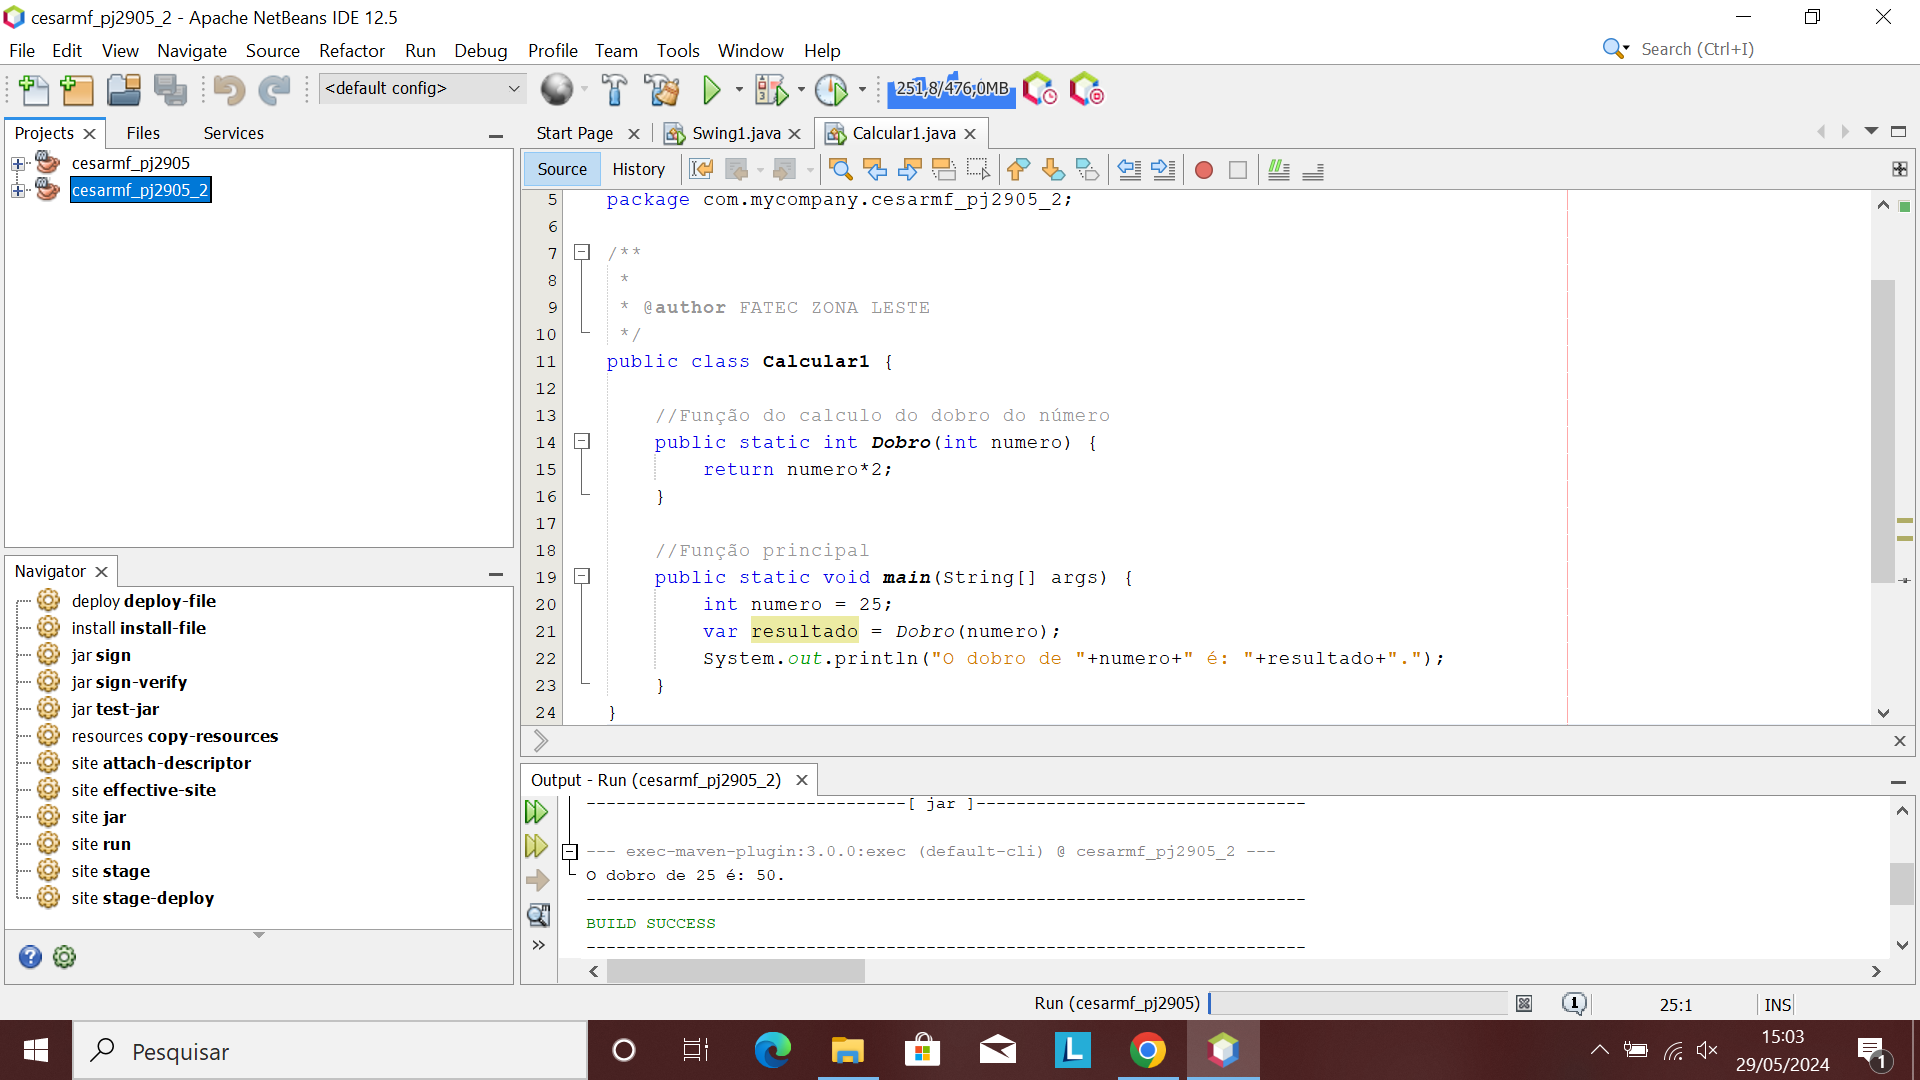 cesarmf_pj2905_2 - Apache NetBeans IDE 12.5
File Edit View Navigate Source Refactor Run Debug Profile Team Tools Window Help
Search (Ctrl+I)
<default config>
251,8/476,0MB
Projects Files Services
cesarmf_pj2905
cesarmf_pj2905_2
Start Page Swing1.java Calcular1.java
Source History
5 package com.mycompany.cesarmf_pj2905_2;
6
7 /**
8 *
9 * @author FATEC ZONA LESTE
10 */
11 public class Calcular1 {
12
13 //Função do calculo do dobro do número
14 public static int Dobro(int numero) {
15 return numero*2;
16 }
17
18 //Função principal
19 public static void main(String[] args) {
20 int numero = 25;
21 var resultado = Dobro(numero);
22 System.out.println("O dobro de "+numero+" é: "+resultado+".");
23 }
24 }
Navigator
deploy deploy-file
install install-file
jar sign
jar sign-verify
jar test-jar
resources copy-resources
site attach-descriptor
site effective-site
site jar
site run
site stage
site stage-deploy
Output - Run (cesarmf_pj2905_2)
--------------------------------[ jar ]---------------------------------
--- exec-maven-plugin:3.0.0:exec (default-cli) @ cesarmf_pj2905_2 ---
O dobro de 25 é: 50.
------------------------------------------------------------------------
BUILD SUCCESS
------------------------------------------------------------------------
Run (cesarmf_pj2905)
1
25:1
INS
Pesquisar
L
15:03
29/05/2024
1